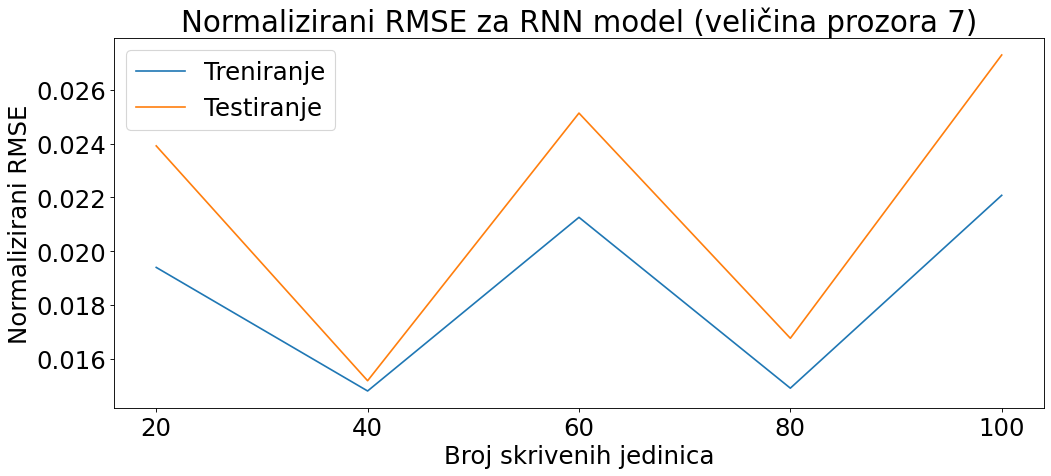 Normalizirani RMSE za RNN model (veličina prozora 7)
Treniranje
Testiranje
Normalizirani RMSE
0.026
0.024
0.022
0.020
0.018
0.016
20 40 60 80 100
Broj skrivenih jedinica